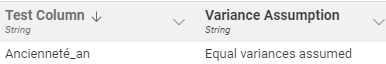 Test Column Variance Assumption
String String
Ancienneté_an Equal variances assumed